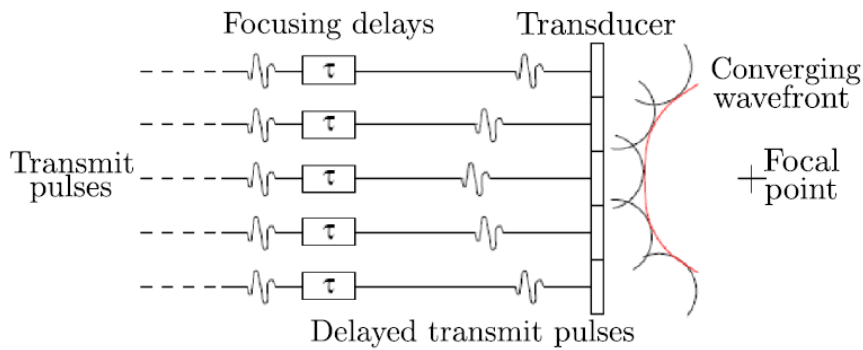 Focusing delays
Transducer
τ
Converging
wavefront
τ
Transmit
pulses
τ
Focal
point
τ
τ
Delayed transmit pulses